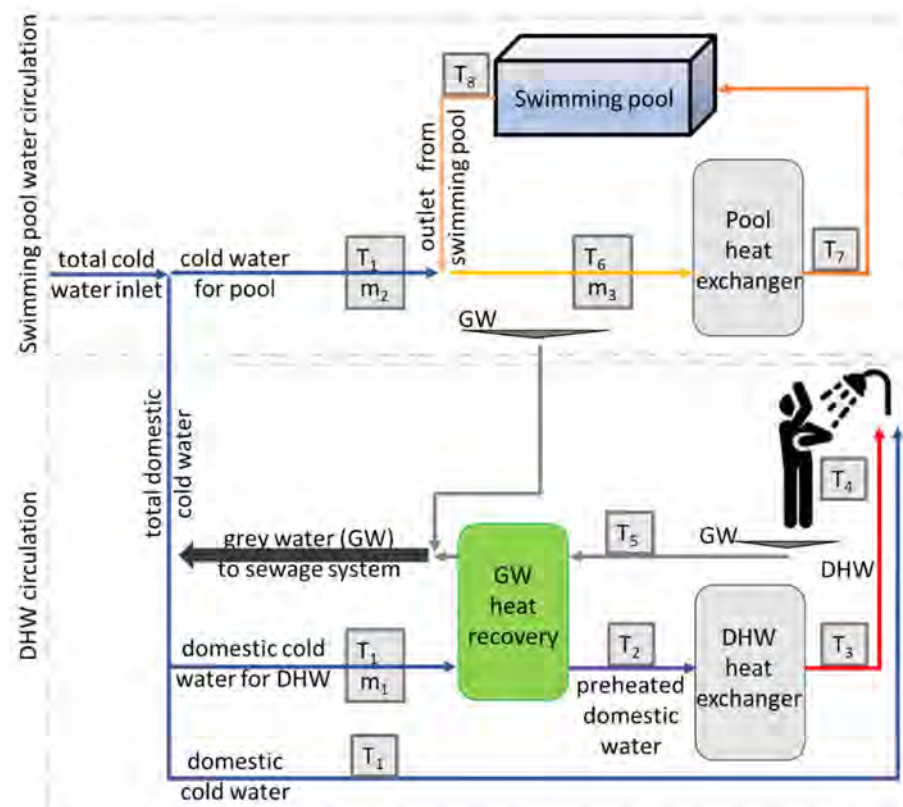 Swimming pool water circulation
T8
Swimming pool
outlet from
swimming pool
total cold
water inlet
cold water
for pool
T1
m2
T6
m3
Pool
heat
exchanger
T7
GW
DHW circulation
total domestic
cold water
T4
grey water (GW)
to sewage system
GW
heat
recovery
T5
GW
DHW
domestic cold
water for DHW
T1
m1
T2
preheated
domestic
water
DHW
heat
exchanger
T3
T1
domestic
cold water